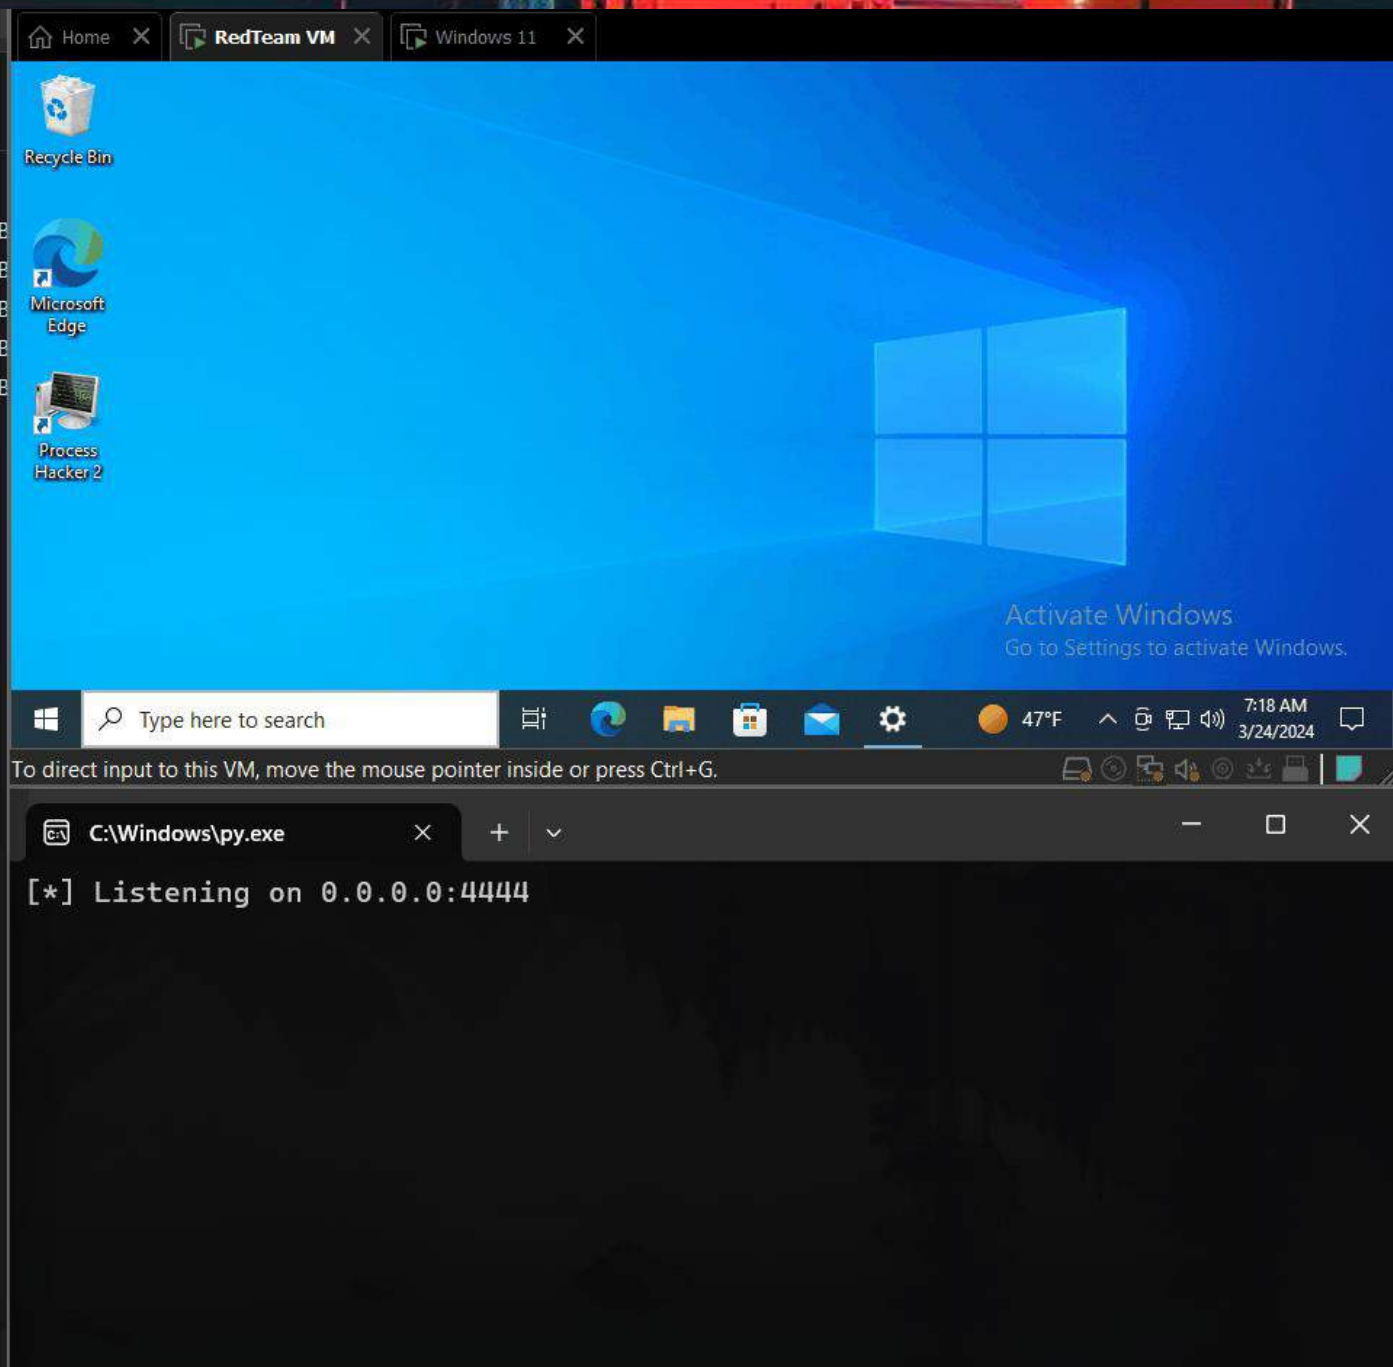 Home
RedTeam VM
Windows 11
Recycle Bin
Microsoft
Edge
Process
Hacker 2
Activate Windows
Go to Settings to activate Windows.
Type here to search
47°F
7:18 AM
3/24/2024
To direct input to this VM, move the mouse pointer inside or press Ctrl+G.
C:\Windows\py.exe
[*] Listening on 0.0.0.0:4444